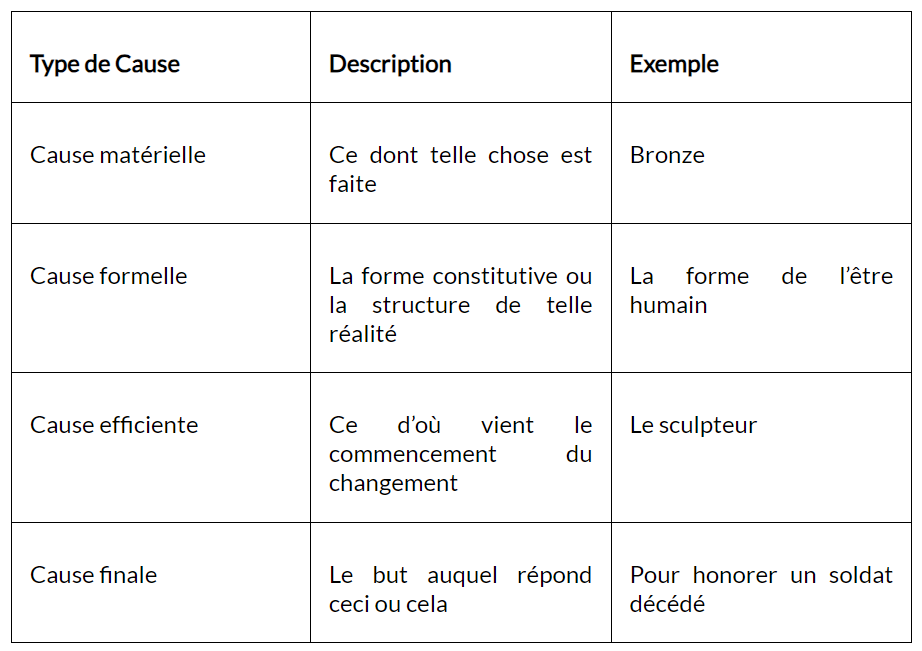 Type de Cause
Description
Exemple
Cause matérielle
Ce dont telle chose est
faite
Bronze
Cause formelle
La forme constitutive ou
la structure de telle
réalité
La forme de l’être
humain
Cause efficiente
Ce d’où vient le
commencement du
changement
Le sculpteur
Cause finale
Le but auquel répond
ceci ou cela
Pour honorer un soldat
décédé